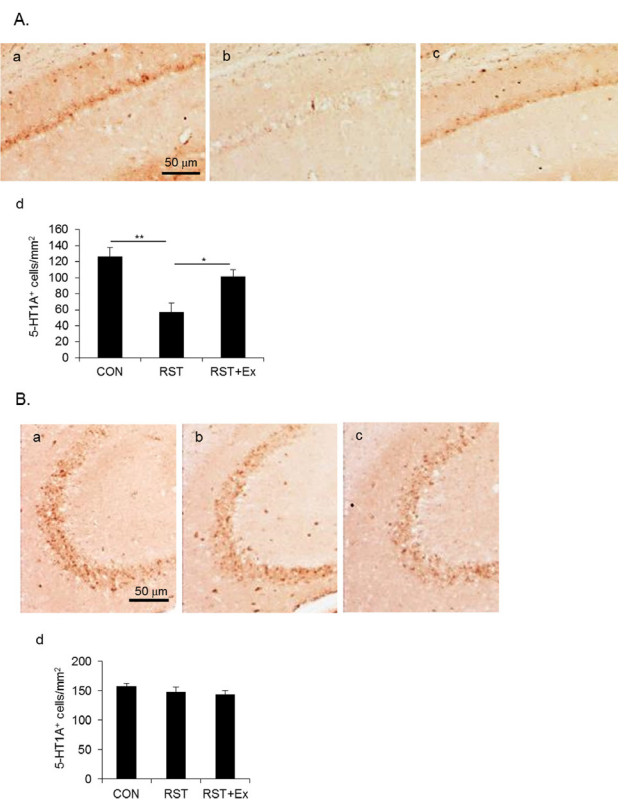 A.
a
b
c
50 μm
d
5-HT1A⁺ cells/mm²
160
140
120
100
80
60
40
20
0
**
*
CON RST RST+Ex
B.
a
b
c
50 μm
d
5-HT1A⁺ cells/mm²
200
150
100
50
0
CON RST RST+Ex